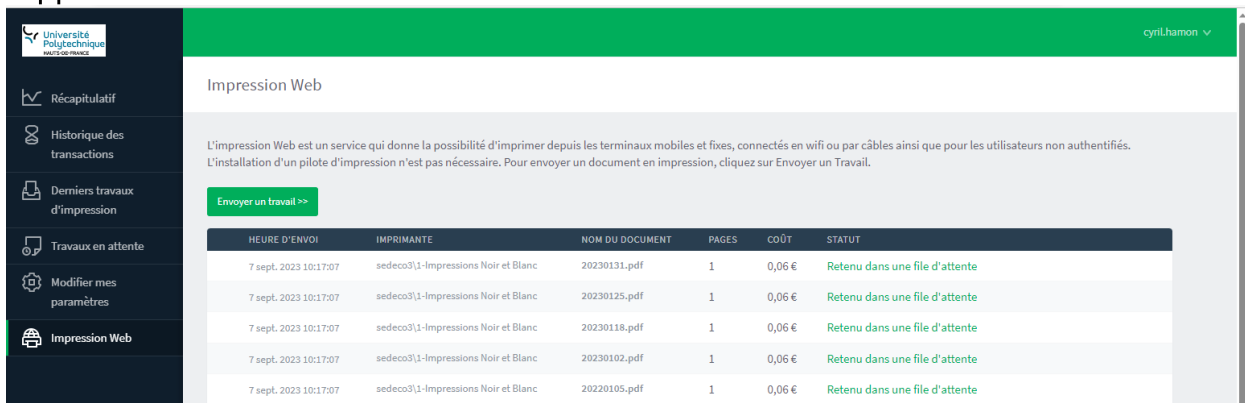 Université
Polytechnique
HAUTS-DE-FRANCE
cyril.hamon
Récapitulatif
Historique des
transactions
Derniers travaux
d'impression
Travaux en attente
Modifier mes
paramètres
Impression Web
Impression Web
L'impression Web est un service qui donne la possibilité d'imprimer depuis les terminaux mobiles et fixes, connectés en wifi ou par câbles ainsi que pour les utilisateurs non authentifiés.
L'installation d'un pilote d'impression n'est pas nécessaire. Pour envoyer un document en impression, cliquez sur Envoyer un Travail.
Envoyer un travail >>
HEURE D'ENVOI IMPRIMANTE NOM DU DOCUMENT PAGES COÛT STATUT
7 sept. 2023 10:17:07 sedeco3\1-Impressions Noir et Blanc 20230131.pdf 1 0,06 € Retenu dans une file d'attente
7 sept. 2023 10:17:07 sedeco3\1-Impressions Noir et Blanc 20230125.pdf 1 0,06 € Retenu dans une file d'attente
7 sept. 2023 10:17:07 sedeco3\1-Impressions Noir et Blanc 20230118.pdf 1 0,06 € Retenu dans une file d'attente
7 sept. 2023 10:17:07 sedeco3\1-Impressions Noir et Blanc 20230102.pdf 1 0,06 € Retenu dans une file d'attente
7 sept. 2023 10:17:07 sedeco3\1-Impressions Noir et Blanc 20220105.pdf 1 0,06 € Retenu dans une file d'attente